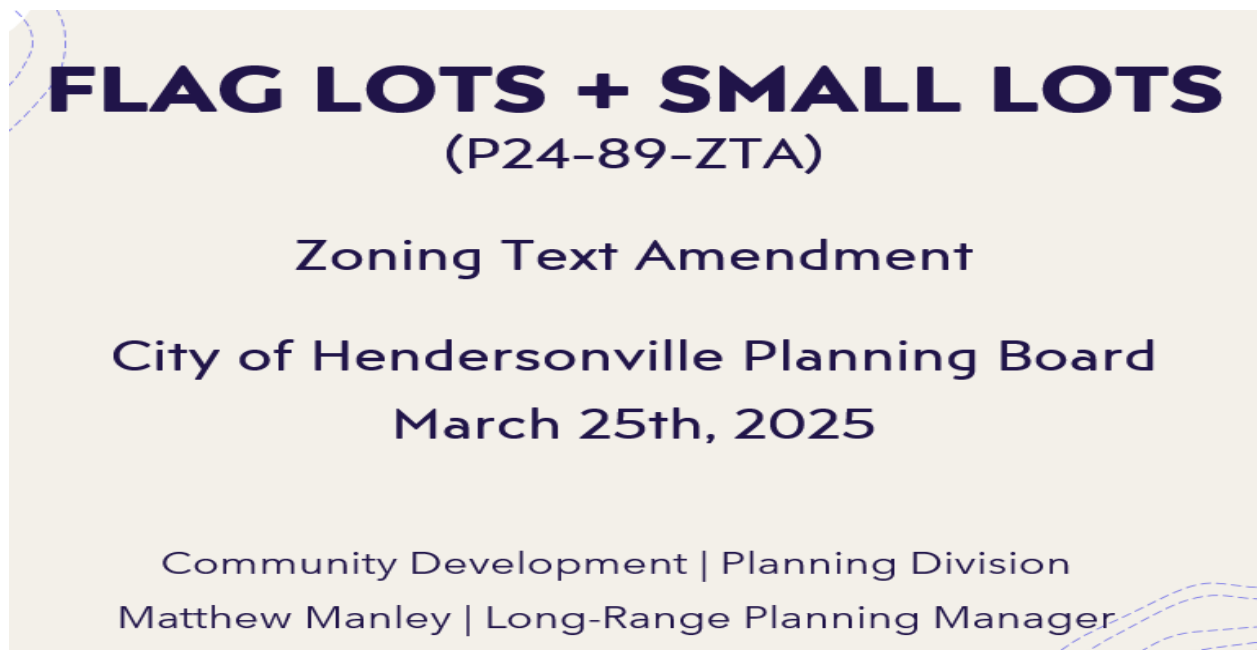 FLAG LOTS + SMALL LOTS
(P24-89-ZTA)
Zoning Text Amendment
City of Hendersonville Planning Board
March 25th, 2025
Community Development | Planning Division
Matthew Manley | Long-Range Planning Manager